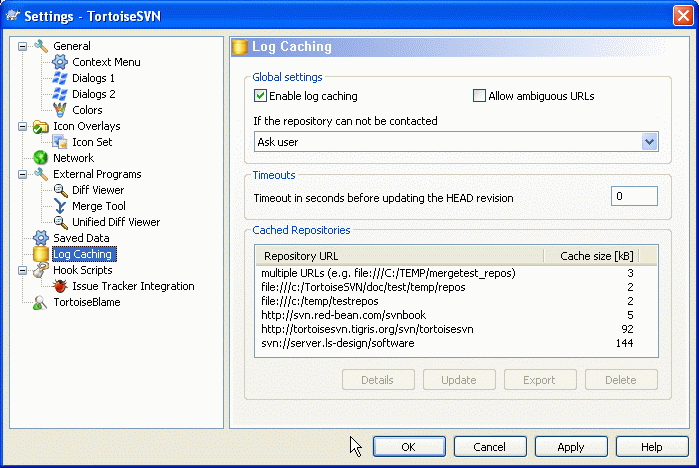 Settings - TortoiseSVN
General
Context Menu
Dialogs 1
Dialogs 2
Colors
Icon Overlays
Icon Set
Network
External Programs
Diff Viewer
Merge Tool
Unified Diff Viewer
Saved Data
Log Caching
Hook Scripts
Issue Tracker Integration
TortoiseBlame
Log Caching
Global settings
Enable log caching
Allow ambiguous URLs
If the repository can not be contacted
Ask user
Timeouts
Timeout in seconds before updating the HEAD revision 0
Cached Repositories
Repository URL Cache size [kB]
multiple URLs (e.g. file:///C:/TEMP/mergetest_repos) 3
file:///c:/TortoiseSVN/doc/test/temp/repos 2
file:///c:/temp/testrepos 2
http://svn.red-bean.com/svnbook 5
http://tortoisesvn.tigris.org/svn/tortoisesvn 92
svn://server.ls-design/software 144
Details Update Export Delete
OK Cancel Apply Help